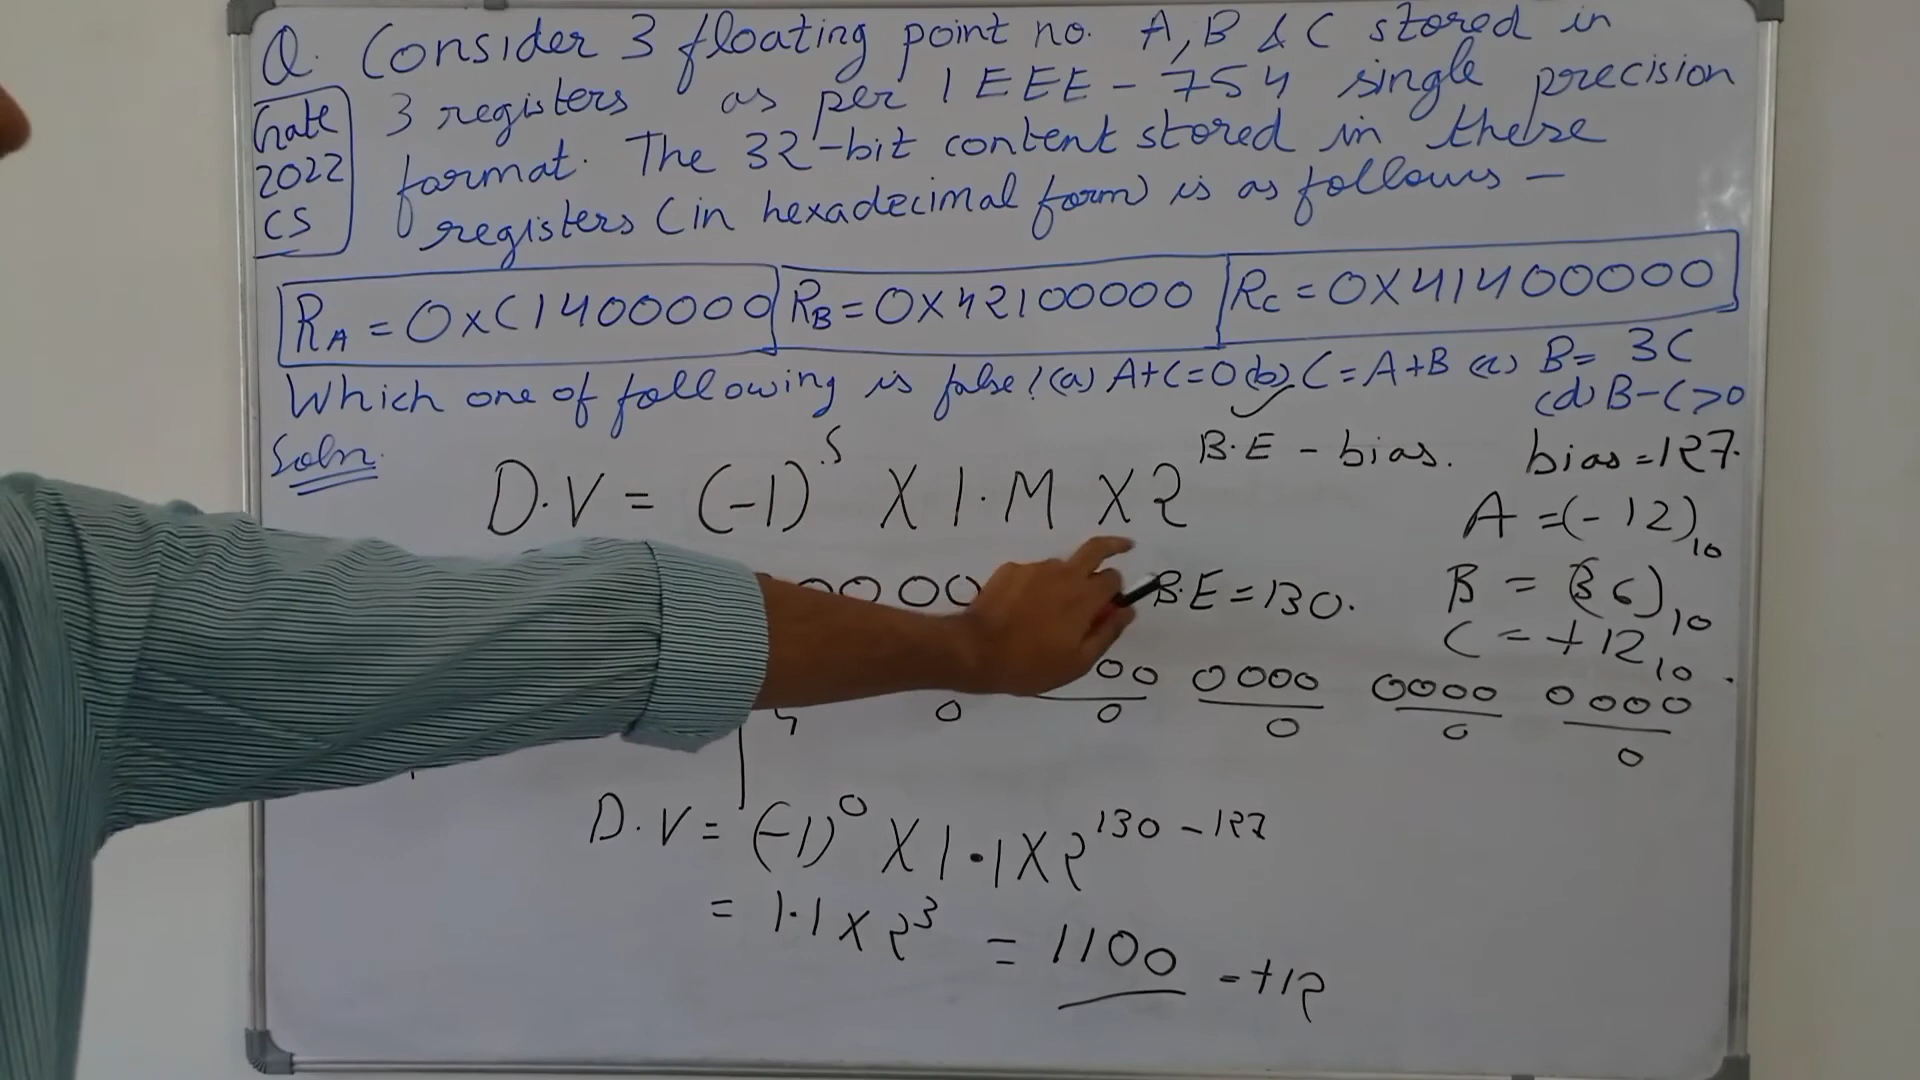 Q. Consider 3 floating point no. A, B & C stored in
Gate 2022 CS
3 registers as per IEEE-754 single precision
format. The 32-bit content stored in these
registers (in hexadecimal form) is as follows -
RA = 0xC1400000 RB = 0X42100000 RC = 0X41400000
Which one of following is false? (a) A+C=0 (b) C=A+B (c) B= 3C
(d) B-C>0
Soln.
D.V = (-1)^S X 1.M X 2^B.E - bias. bias=127.
A =(-12)10
0000 B.E=130. B = (36)10
C = +12 10.
00 0000 0000 0000
4 0 0 0 0 0
D.V= (-1)^0 X 1.1 X 2^130-127
= 1.1 X 2^3 = 1100 = +12